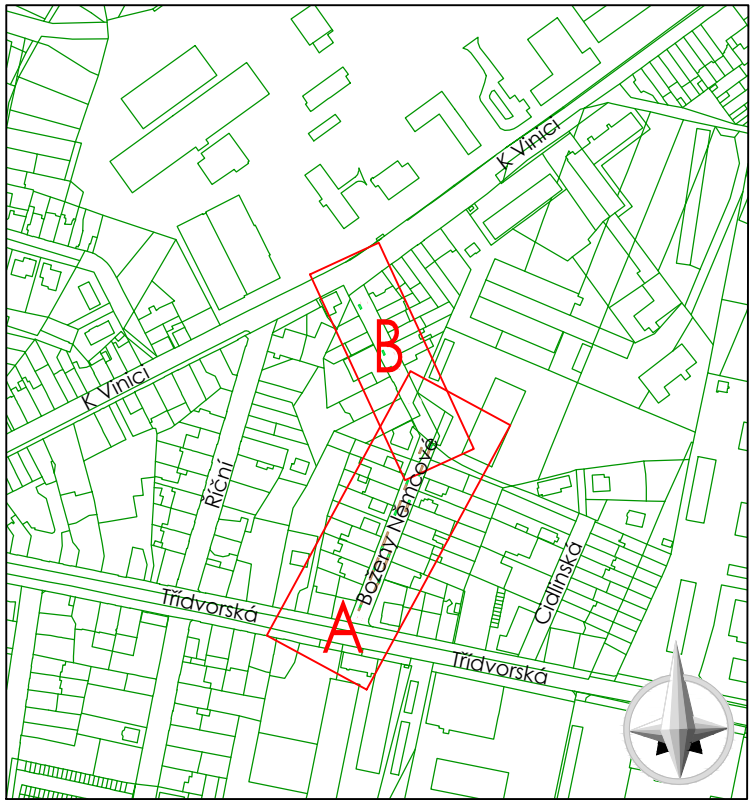 K Vinici
B
K Vinici
Říční
Boženy Němcové
Cidlinská
Třídvorská
A
Třídvorská